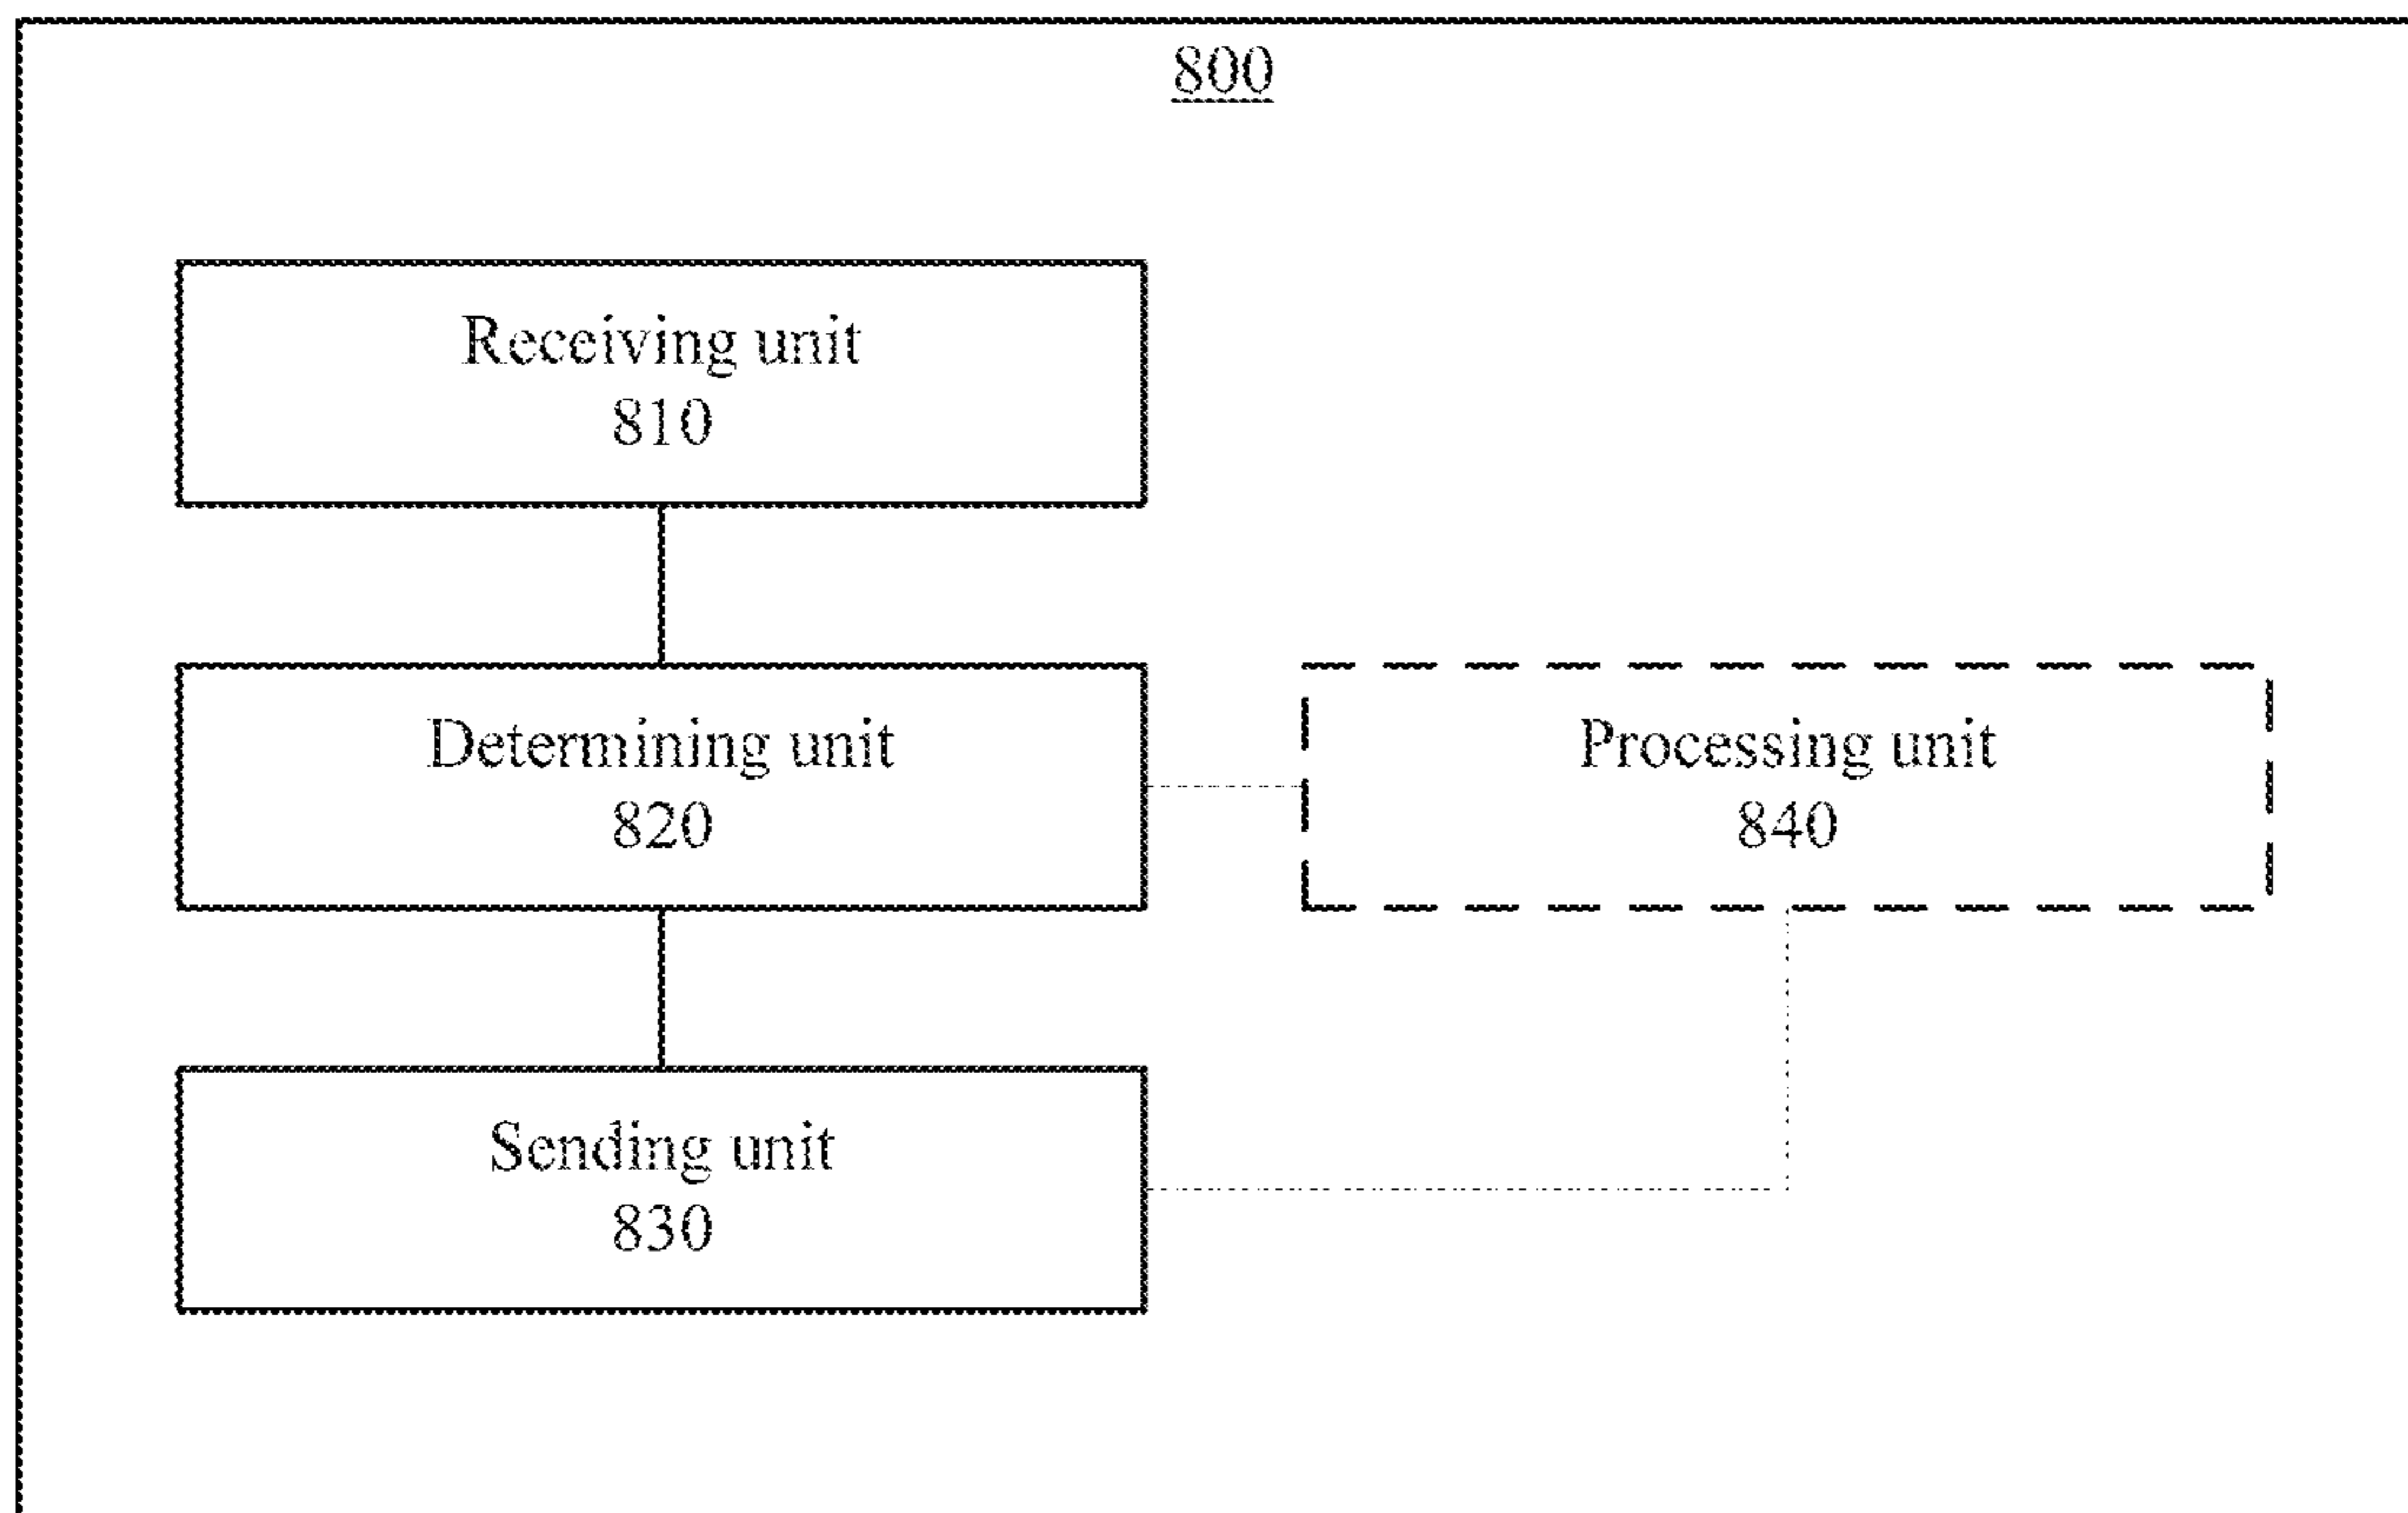 800
Receiving unit
810
Determining unit
820
Processing unit
840
Sending unit
830